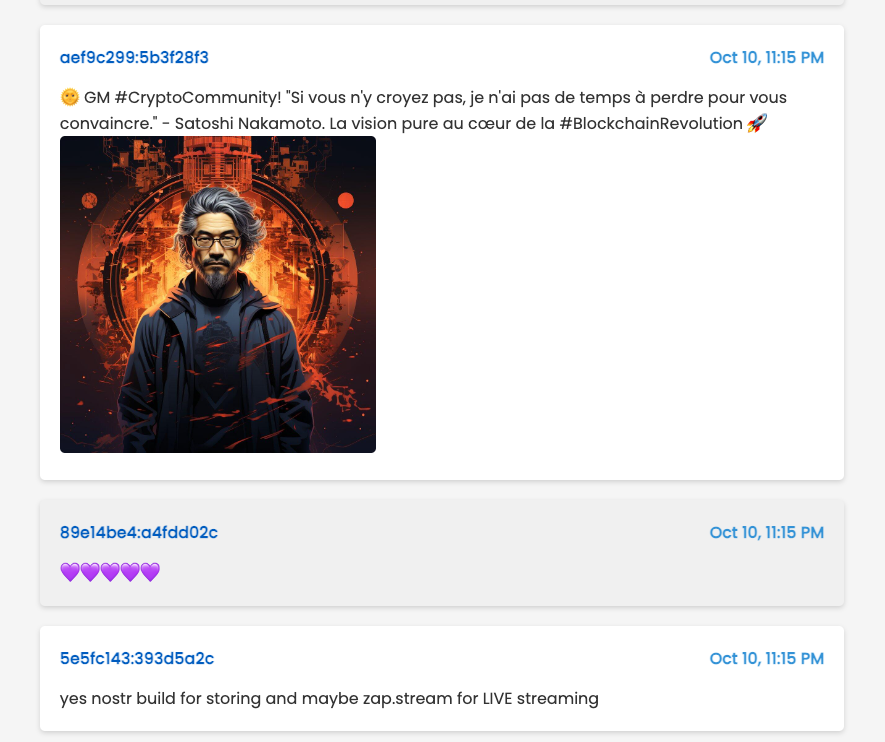 aef9c299:5b3f28f3
Oct 10, 11:15 PM
🌞 GM #CryptoCommunity! "Si vous n'y croyez pas, je n'ai pas de temps à perdre pour vous
convaincre." - Satoshi Nakamoto. La vision pure au cœur de la #BlockchainRevolution 🚀
89e14be4:a4fdd02c
Oct 10, 11:15 PM
💜💜💜💜💜
5e5fc143:393d5a2c
Oct 10, 11:15 PM
yes nostr build for storing and maybe zap.stream for LIVE streaming